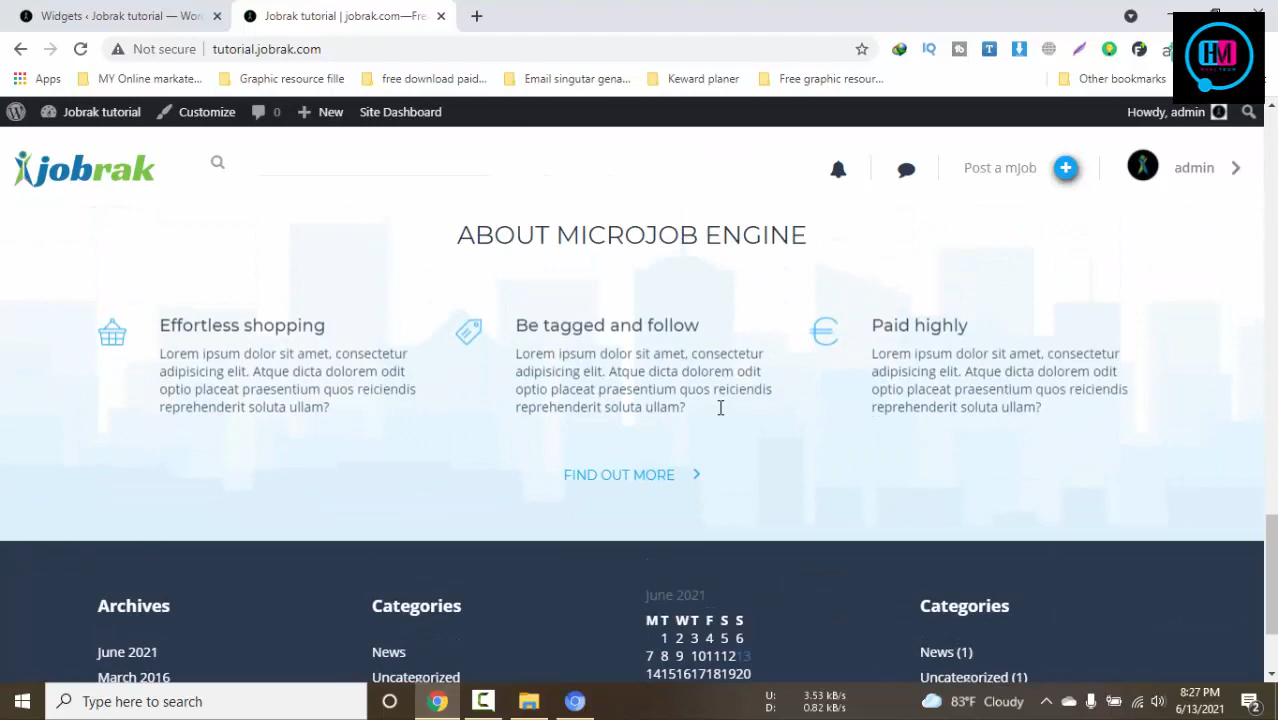 Widgets ‹ Jobrak tutorial — Wor
Jobrak tutorial | jobrak.com—Fre
Not secure
tutorial.jobrak.com
Apps
MY Online markate...
Graphic resource fille
free download paid...
Email singutar gena...
Keward planer
Free graphic resour...
Other bookmarks
HM
Jobrak tutorial
Customize
0
New
Site Dashboard
Howdy, admin
jobrak
Post a mJob
admin
ABOUT MICROJOB ENGINE
Effortless shopping
Lorem ipsum dolor sit amet, consectetur
adipisicing elit. Atque dicta dolorem odit
optio placeat praesentium quos reiciendis
reprehenderit soluta ullam?
Be tagged and follow
Lorem ipsum dolor sit amet, consectetur
adipisicing elit. Atque dicta dolorem odit
optio placeat praesentium quos reiciendis
reprehenderit soluta ullam?
Paid highly
Lorem ipsum dolor sit amet, consectetur
adipisicing elit. Atque dicta dolorem odit
optio placeat praesentium quos reiciendis
reprehenderit soluta ullam?
FIND OUT MORE
Archives
June 2021
March 2016
Categories
News
Uncategorized
June 2021
M T W T F S S
1 2 3 4 5 6
7 8 9 10 11 12 13
14 15 16 17 18 19 20
Categories
News (1)
Uncategorized (1)
Type here to search
U: 3.53 kB/s
D: 0.82 kB/s
83°F Cloudy
8:27 PM
6/13/2021
2